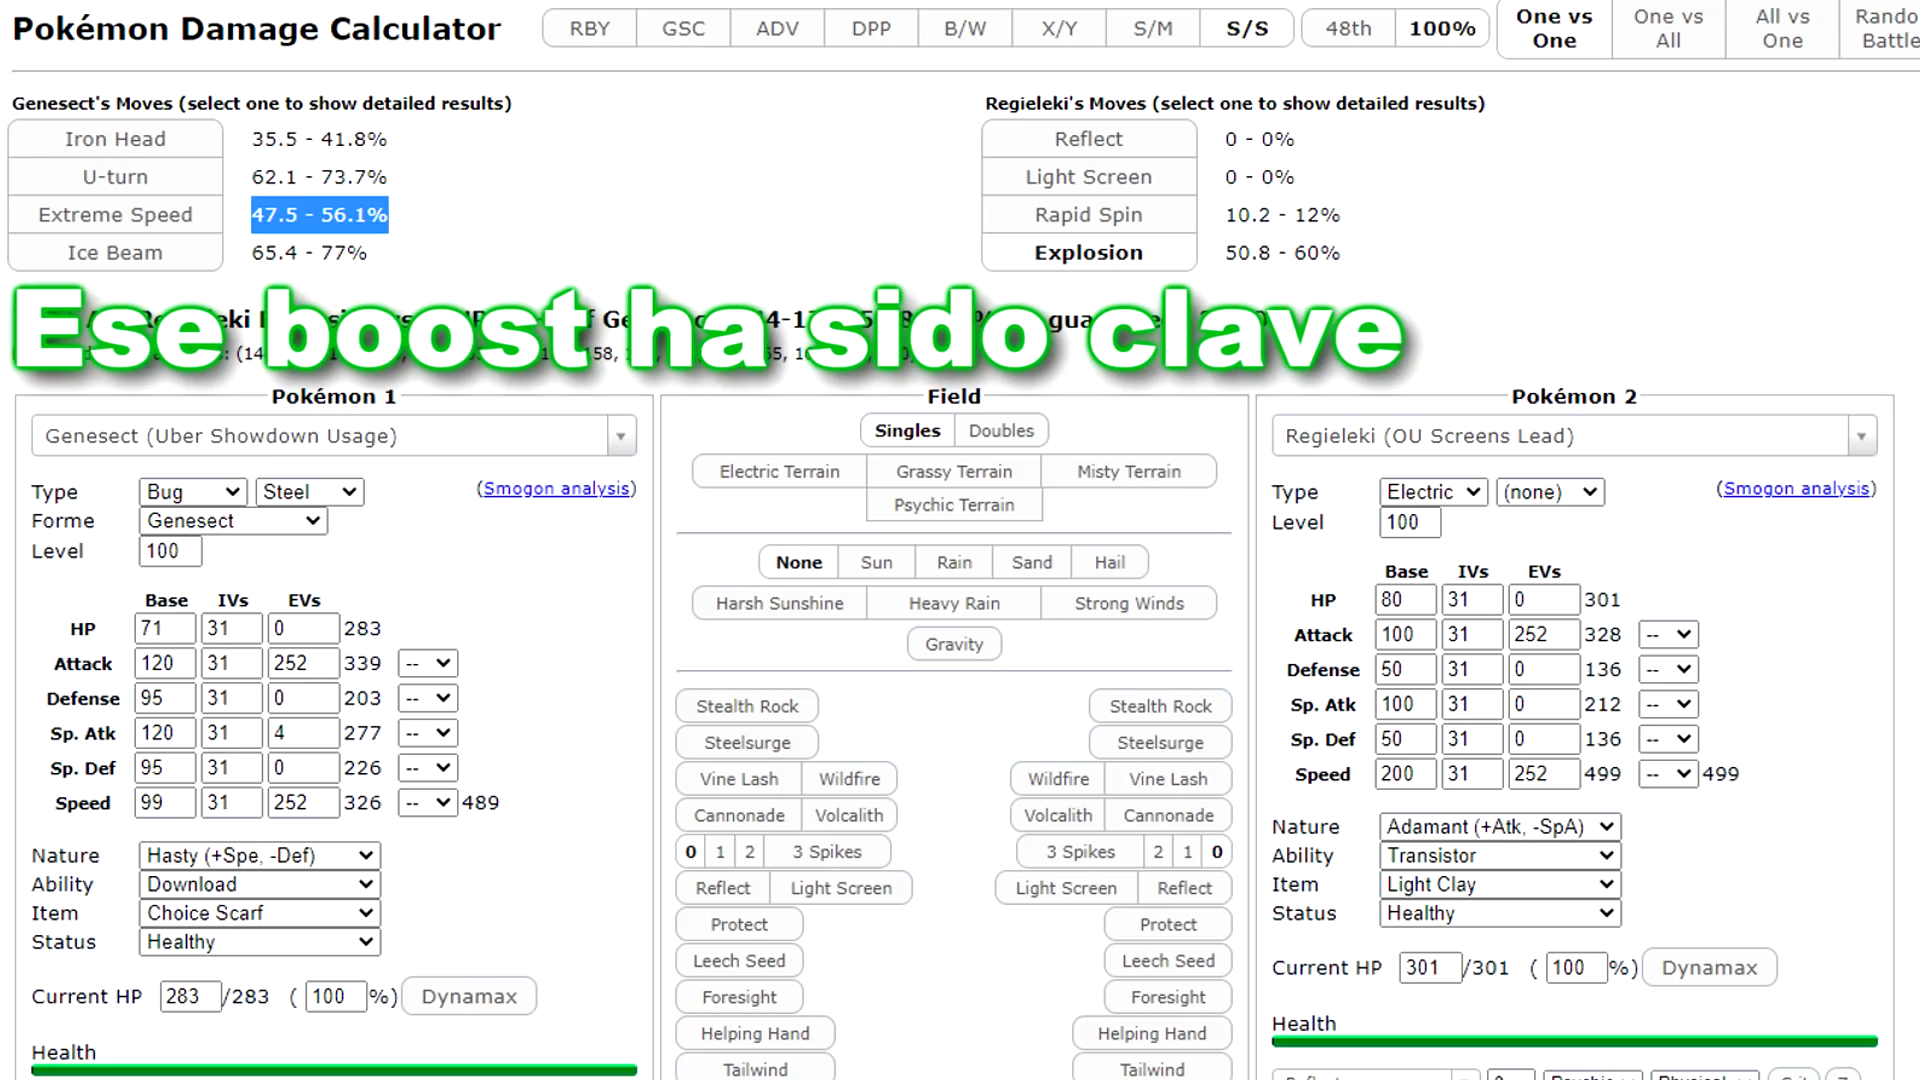 Pokémon Damage Calculator
RBY GSC ADV DPP B/W X/Y S/M S/S 48th 100%
One vs One
One vs All
All vs One
Genesect's Moves (select one to show detailed results)
Iron Head 35.5 - 41.8%
U-turn 62.1 - 73.7%
Extreme Speed 47.5 - 56.1%
Ice Beam 65.4 - 77%
Regieleki's Moves (select one to show detailed results)
Reflect 0 - 0%
Light Screen 0 - 0%
Rapid Spin 10.2 - 12%
Explosion 50.8 - 60%
Ese boost ha sido clave
Pokémon 1
Genesect (Uber Showdown Usage)
Type Bug Steel (Smogon analysis)
Forme Genesect
Level 100
Base IVs EVs
HP 71 31 0 283
Attack 120 31 252 339 --
Defense 95 31 0 203 --
Sp. Atk 120 31 4 277 --
Sp. Def 95 31 0 226 --
Speed 99 31 252 326 -- 489
Nature Hasty (+Spe, -Def)
Ability Download
Item Choice Scarf
Status Healthy
Current HP 283/283 ( 100 %) Dynamax
Health
Field
Singles Doubles
Electric Terrain Grassy Terrain Misty Terrain
Psychic Terrain
None Sun Rain Sand Hail
Harsh Sunshine Heavy Rain Strong Winds
Gravity
Stealth Rock Stealth Rock
Steelsurge Steelsurge
Vine Lash Wildfire Wildfire Vine Lash
Cannonade Volcalith Volcalith Cannonade
0 1 2 3 Spikes 3 Spikes 2 1 0
Reflect Light Screen Light Screen Reflect
Protect Protect
Leech Seed Leech Seed
Foresight Foresight
Helping Hand Helping Hand
Tailwind Tailwind
Pokémon 2
Regieleki (OU Screens Lead)
Type Electric (none) (Smogon analysis)
Level 100
Base IVs EVs
HP 80 31 0 301
Attack 100 31 252 328 --
Defense 50 31 0 136 --
Sp. Atk 100 31 0 212 --
Sp. Def 50 31 0 136 --
Speed 200 31 252 499 -- 499
Nature Adamant (+Atk, -SpA)
Ability Transistor
Item Light Clay
Status Healthy
Current HP 301/301 ( 100 %) Dynamax
Health